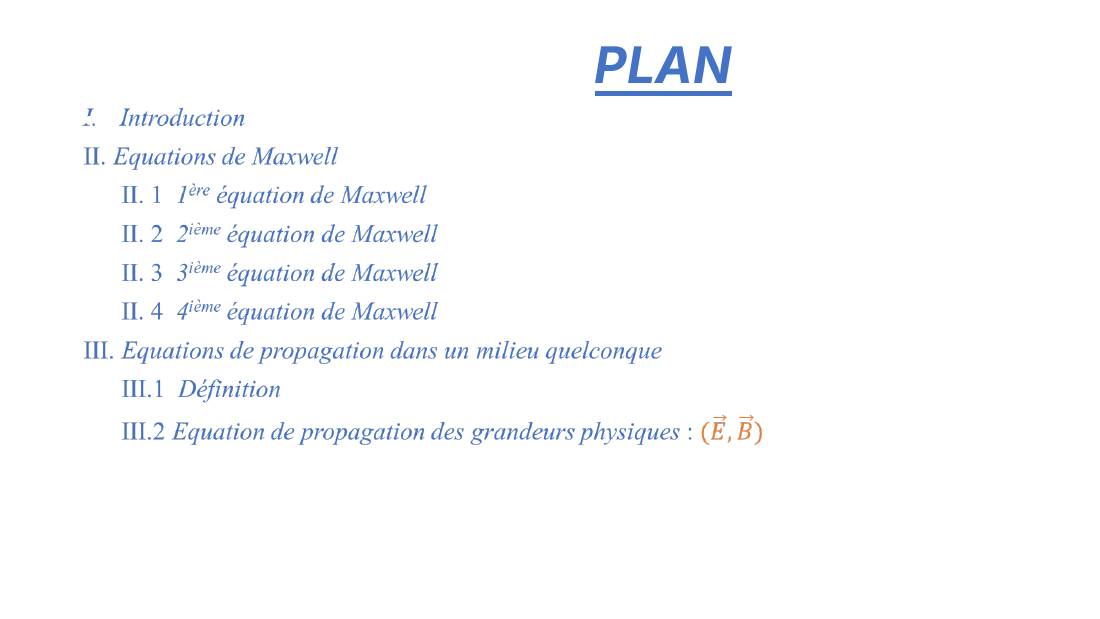 PLAN
I. Introduction
II. Equations de Maxwell
II. 1 1ère équation de Maxwell
II. 2 2ième équation de Maxwell
II. 3 3ième équation de Maxwell
II. 4 4ième équation de Maxwell
III. Equations de propagation dans un milieu quelconque
III.1 Définition
III.2 Equation de propagation des grandeurs physiques : (E⃗, B⃗)